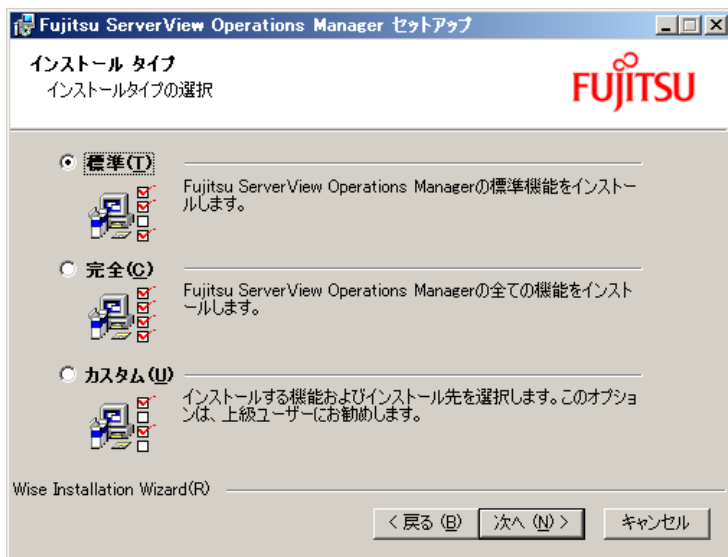 Fujitsu ServerView Operations Manager セットアップ
インストール タイプ
インストールタイプの選択
FUJITSU
標準(T)
Fujitsu ServerView Operations Managerの標準機能をインストー
ルします。
完全(C)
Fujitsu ServerView Operations Managerの全ての機能をインスト
ールします。
カスタム(U)
インストールする機能およびインストール先を選択します。このオプショ
ンは、上級ユーザーにお勧めします。
Wise Installation Wizard(R)
< 戻る (B)
次へ (N) >
キャンセル